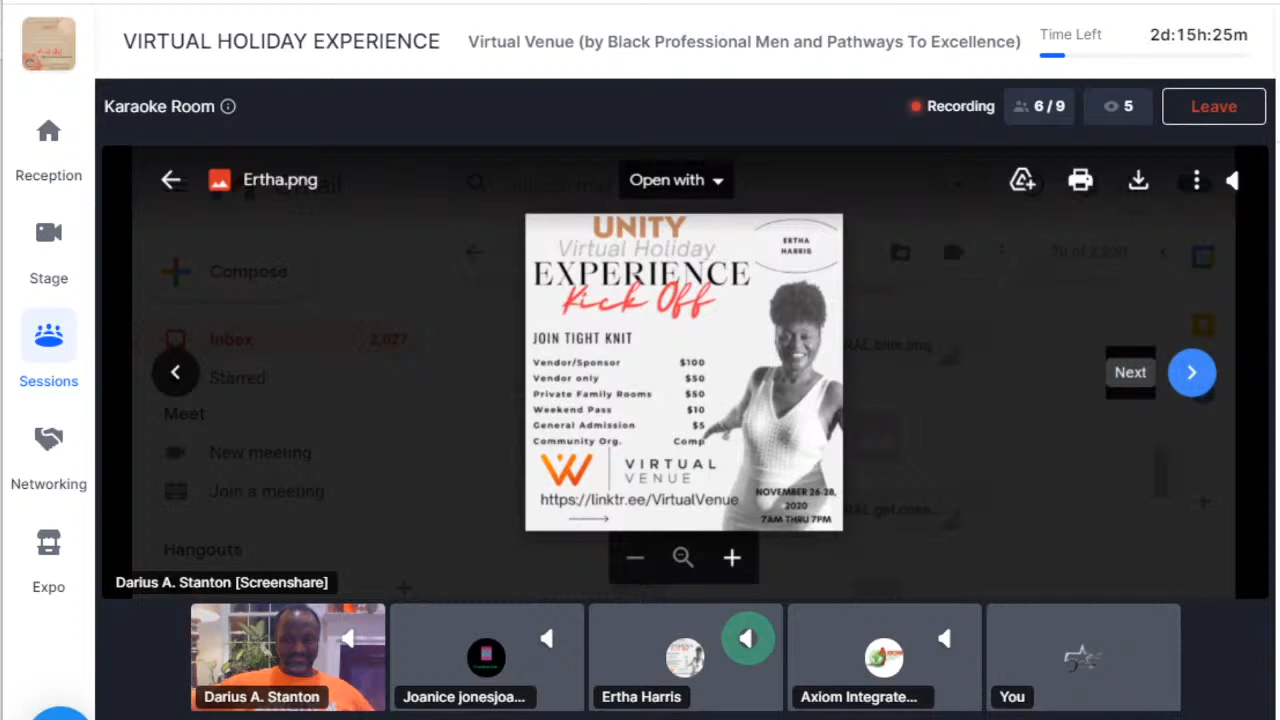 VIRTUAL HOLIDAY EXPERIENCE
Virtual Venue (by Black Professional Men and Pathways To Excellence)
Time Left
2d:15h:25m
Karaoke Room
Recording
6 / 9
5
Leave
Reception
Stage
Sessions
Networking
Expo
Ertha.png
Open with
Compose
Inbox
2,027
Starred
Meet
New meeting
Join a meeting
Hangouts
UNITY
Virtual Holiday
EXPERIENCE
Kick Off
ERTHA
HARRIS
JOIN TIGHT KNIT
Vendor/Sponsor $100
Vendor only $50
Private Family Rooms $50
Weekend Pass $10
General Admission $5
Community Org. Comp
VIRTUAL
VENUE
https://linktr.ee/VirtualVenue
NOVEMBER 26-28,
2020
7AM THRU 7PM
Next
Darius A. Stanton [Screenshare]
Darius A. Stanton
Joanice jonesjoa...
Ertha Harris
Axiom Integrate...
You